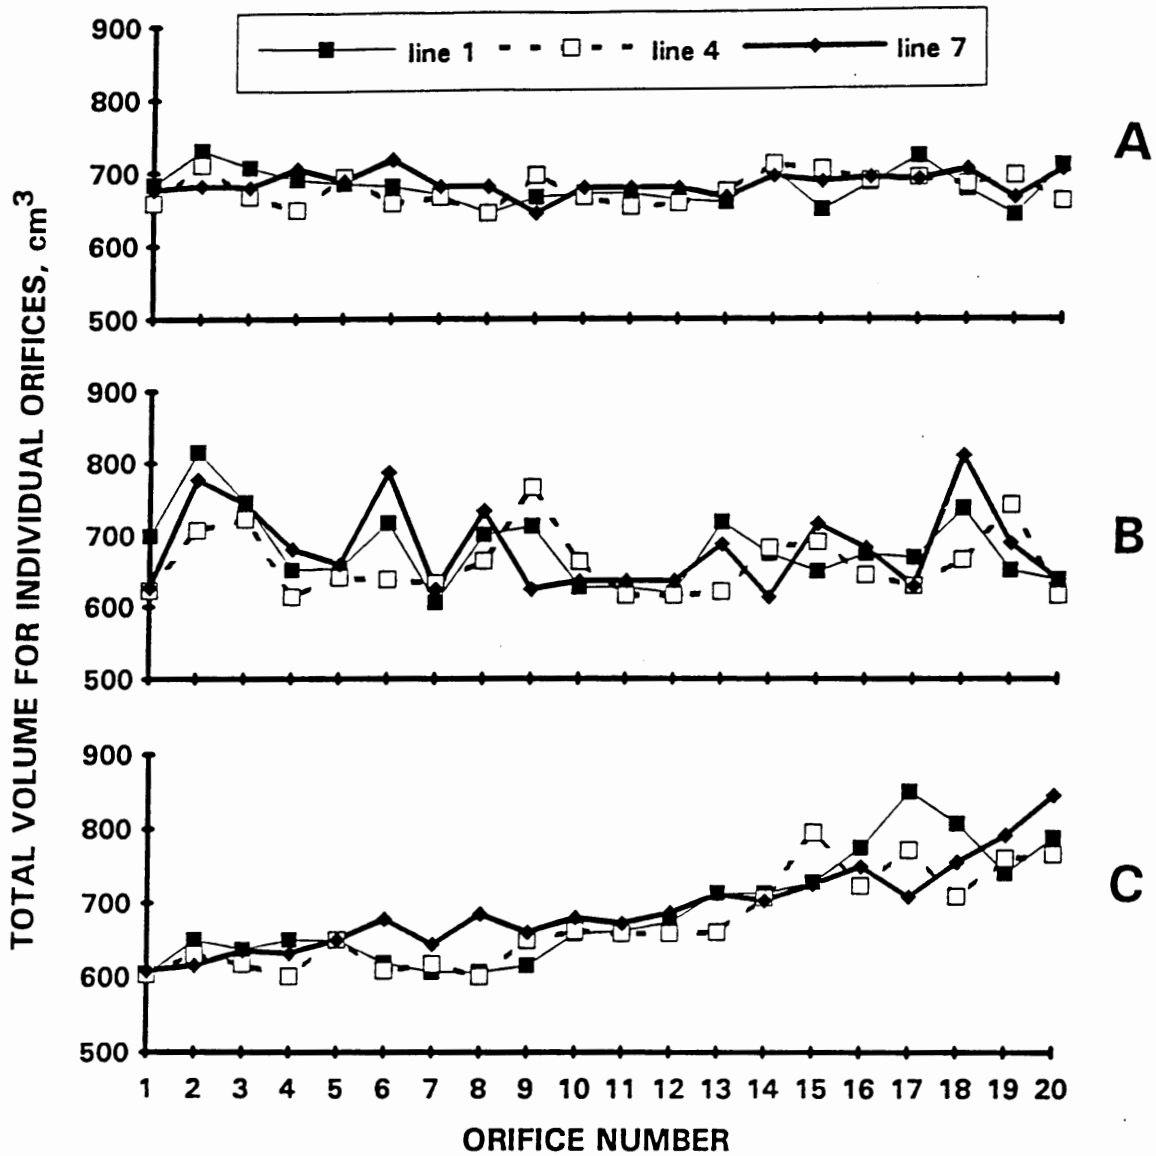 TOTAL VOLUME FOR INDIVIDUAL ORIFICES, cm³
line 1 line 4 line 7
900
800
700
600
500
A
900
800
700
600
500
B
900
800
700
600
500
C
1 2 3 4 5 6 7 8 9 10 11 12 13 14 15 16 17 18 19 20
ORIFICE NUMBER